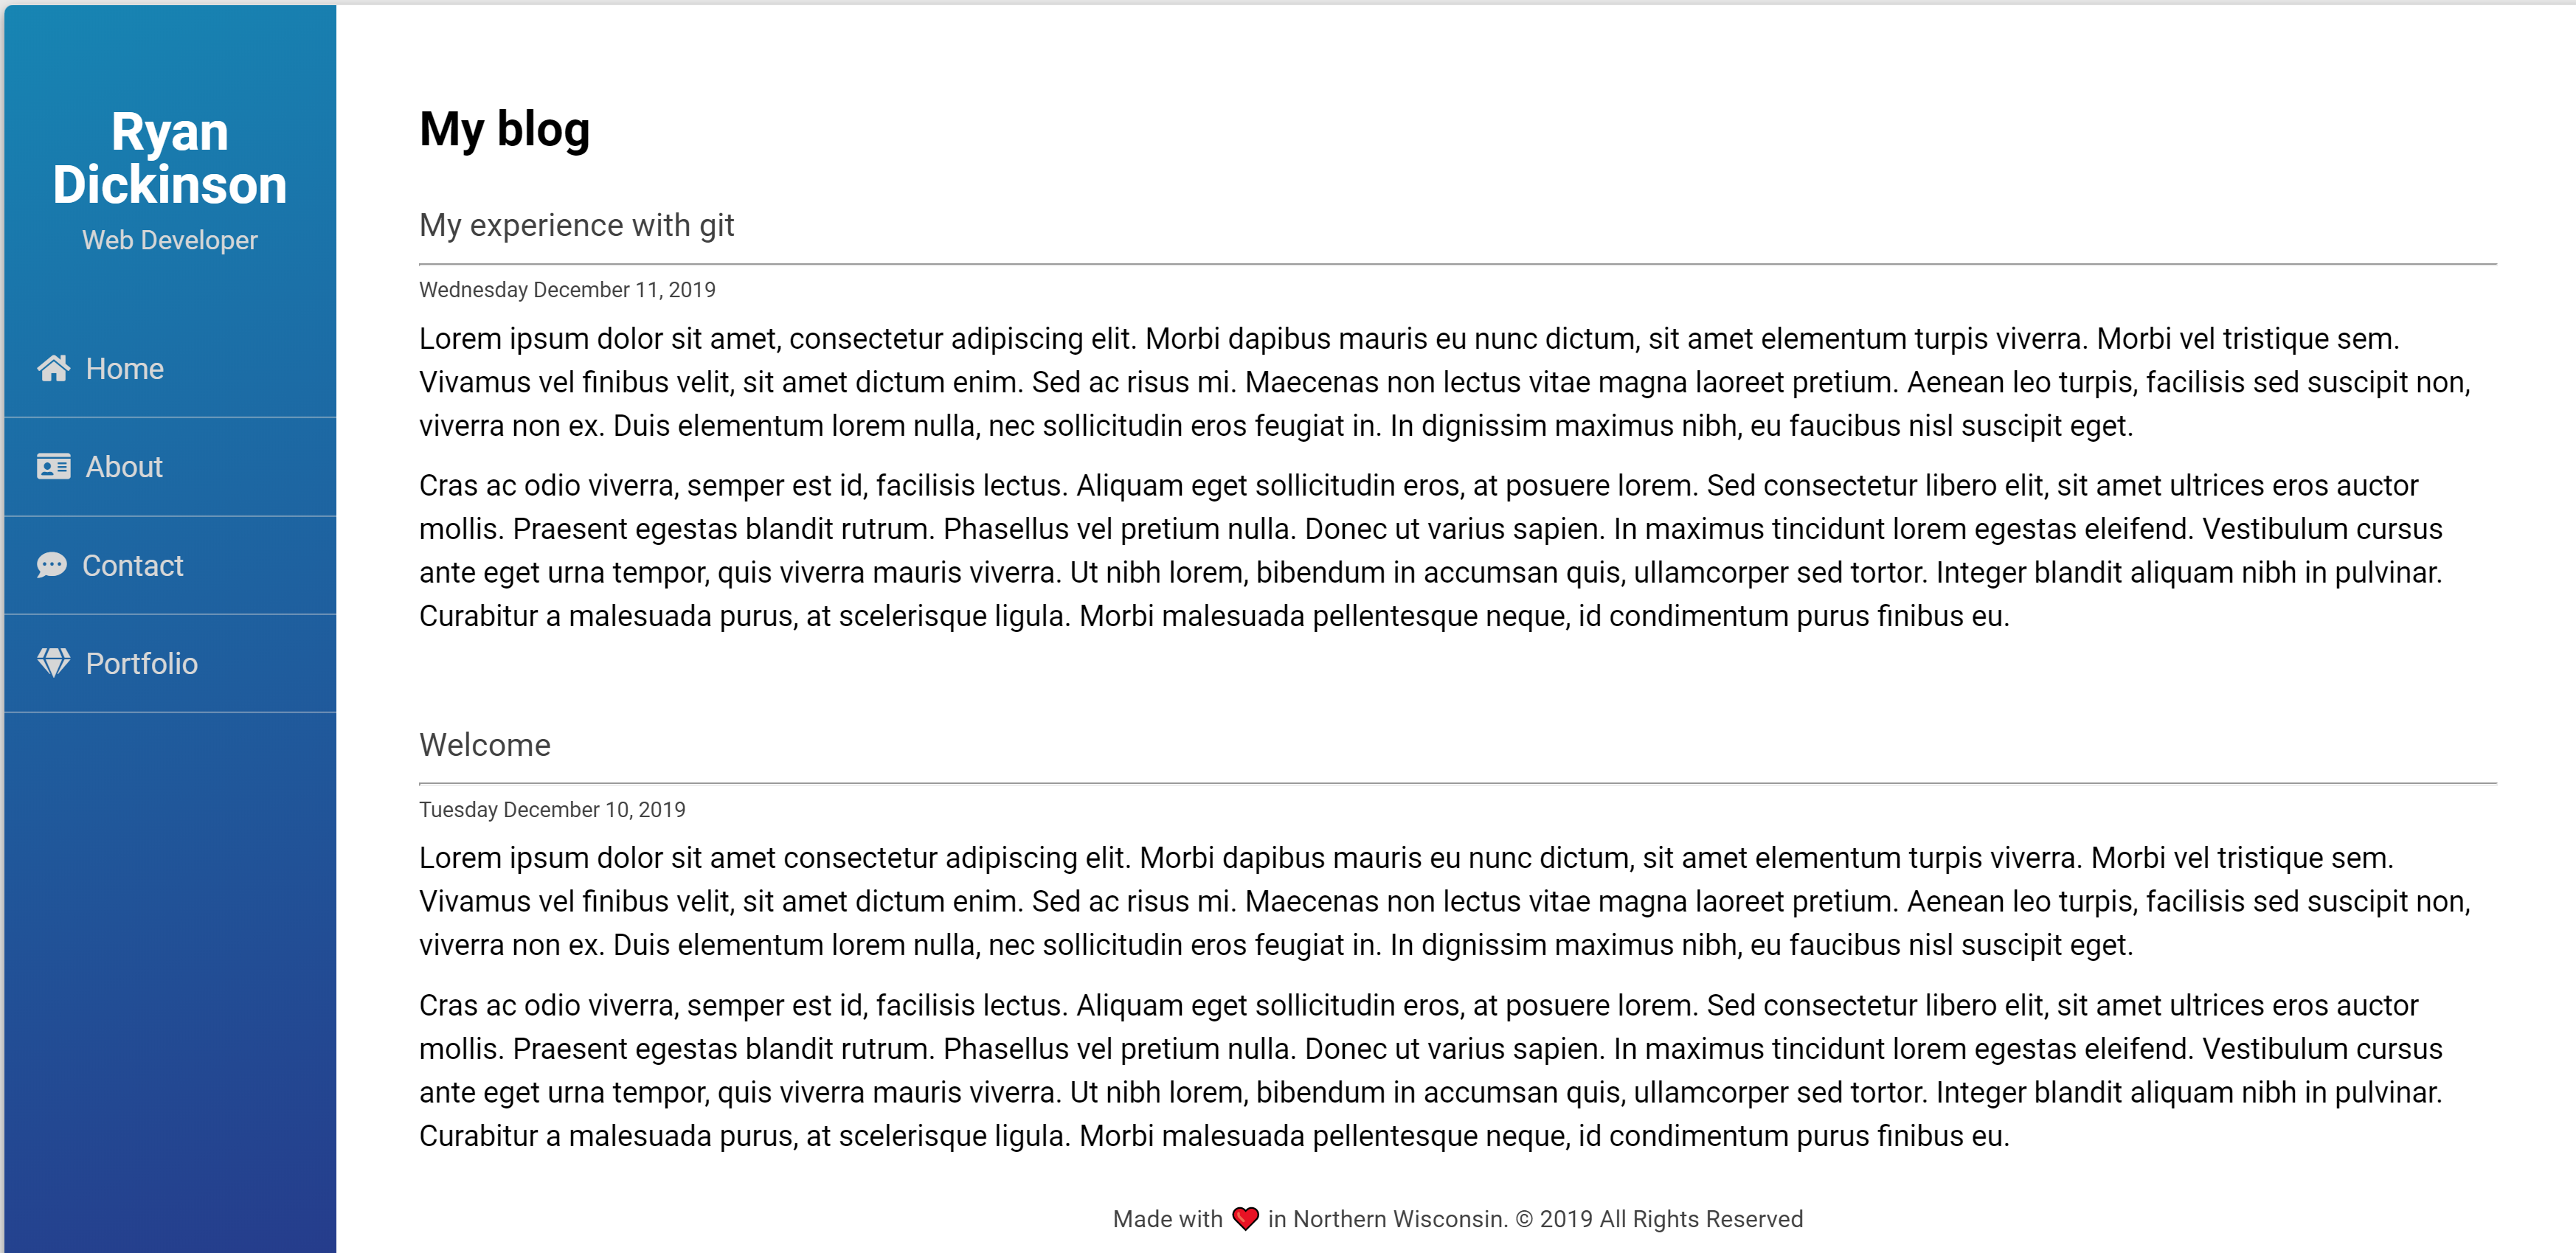 Ryan
Dickinson
Web Developer
Home
About
Contact
Portfolio
My blog
My experience with git
Wednesday December 11, 2019
Lorem ipsum dolor sit amet, consectetur adipiscing elit. Morbi dapibus mauris eu nunc dictum, sit amet elementum turpis viverra. Morbi vel tristique sem.
Vivamus vel finibus velit, sit amet dictum enim. Sed ac risus mi. Maecenas non lectus vitae magna laoreet pretium. Aenean leo turpis, facilisis sed suscipit non,
viverra non ex. Duis elementum lorem nulla, nec sollicitudin eros feugiat in. In dignissim maximus nibh, eu faucibus nisl suscipit eget.
Cras ac odio viverra, semper est id, facilisis lectus. Aliquam eget sollicitudin eros, at posuere lorem. Sed consectetur libero elit, sit amet ultrices eros auctor
mollis. Praesent egestas blandit rutrum. Phasellus vel pretium nulla. Donec ut varius sapien. In maximus tincidunt lorem egestas eleifend. Vestibulum cursus
ante eget urna tempor, quis viverra mauris viverra. Ut nibh lorem, bibendum in accumsan quis, ullamcorper sed tortor. Integer blandit aliquam nibh in pulvinar.
Curabitur a malesuada purus, at scelerisque ligula. Morbi malesuada pellentesque neque, id condimentum purus finibus eu.
Welcome
Tuesday December 10, 2019
Lorem ipsum dolor sit amet consectetur adipiscing elit. Morbi dapibus mauris eu nunc dictum, sit amet elementum turpis viverra. Morbi vel tristique sem.
Vivamus vel finibus velit, sit amet dictum enim. Sed ac risus mi. Maecenas non lectus vitae magna laoreet pretium. Aenean leo turpis, facilisis sed suscipit non,
viverra non ex. Duis elementum lorem nulla, nec sollicitudin eros feugiat in. In dignissim maximus nibh, eu faucibus nisl suscipit eget.
Cras ac odio viverra, semper est id, facilisis lectus. Aliquam eget sollicitudin eros, at posuere lorem. Sed consectetur libero elit, sit amet ultrices eros auctor
mollis. Praesent egestas blandit rutrum. Phasellus vel pretium nulla. Donec ut varius sapien. In maximus tincidunt lorem egestas eleifend. Vestibulum cursus
ante eget urna tempor, quis viverra mauris viverra. Ut nibh lorem, bibendum in accumsan quis, ullamcorper sed tortor. Integer blandit aliquam nibh in pulvinar.
Curabitur a malesuada purus, at scelerisque ligula. Morbi malesuada pellentesque neque, id condimentum purus finibus eu.
Made with ❤️ in Northern Wisconsin. © 2019 All Rights Reserved